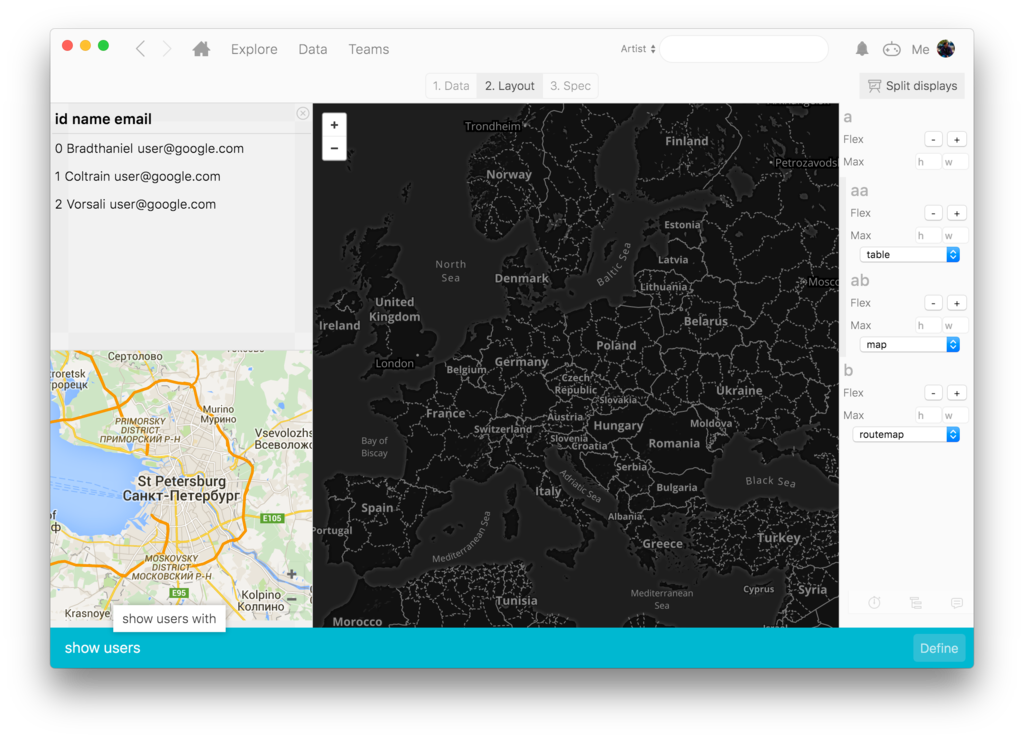 Explore Data Teams
Artist
Me
1. Data 2. Layout 3. Spec
Split displays
id name email
0 Bradthaniel user@google.com
1 Coltrain user@google.com
2 Vorsali user@google.com
Сертолово
Murino
Мурино
PRIMORSKY
DISTRICT
ПРИМОРСКИЙ Р-Н
Vsevolozhs
Всеволож
St Petersburg
Санкт-Петербург
E105
MOSKOVSKY
DISTRICT
МОСКОВСКИЙ Р-Н
E95
Kolpino
Колпино
Krasnoye
+
−
show users with
+
−
Trondheim
Finland
Petrozavods
Norway
Estonia
North
Sea
Baltic Sea
Latvia
Denmark
Lithuania
Mosco
United
Kingdom
Ireland
Belarus
London
Poland
Belgium
Germany
Czech
Republic
Ukraine
Slovakia
France
Austria
Hungary
Moldova
Switzerland
Slovenia
Croatia
Romania
Bay of
Biscay
Serbia
Italy
Adriatic Sea
Bulgaria
Black Sea
Spain
Albania
Portugal
Mediterranean Sea
Greece
Turkey
Cyprus
Syria
Tunisia
Mediterranean
Sea
Morocco
Israel
a
Flex - +
Max h w
aa
Flex - +
Max h w
table
ab
Flex - +
Max h w
map
b
Flex - +
Max h w
routemap
show users
Define